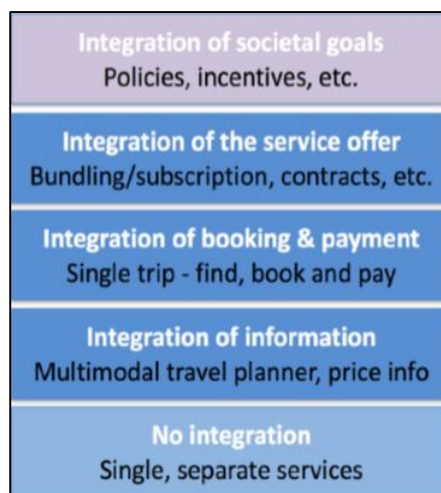 Integration of societal goals
Policies, incentives, etc.
Integration of the service offer
Bundling/subscription, contracts, etc.
Integration of booking & payment
Single trip - find, book and pay
Integration of information
Multimodal travel planner, price info
No integration
Single, separate services